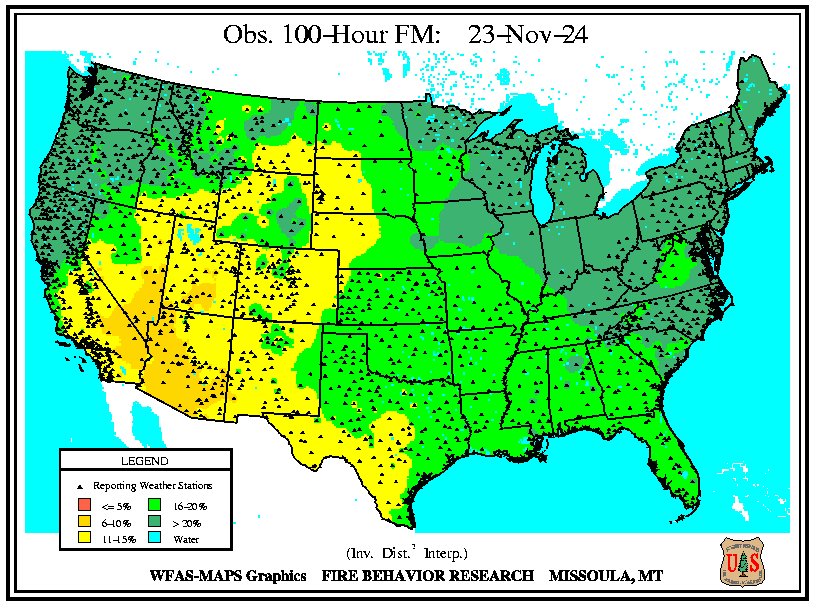 Obs. 100-Hour FM: 23-Nov-24
LEGEND
Reporting Weather Stations
<= 5%
16-20%
6-10%
> 20%
11-15%
Water
(Inv. Dist.² Interp.)
WFAS-MAPS Graphics FIRE BEHAVIOR RESEARCH MISSOULA, MT
U S